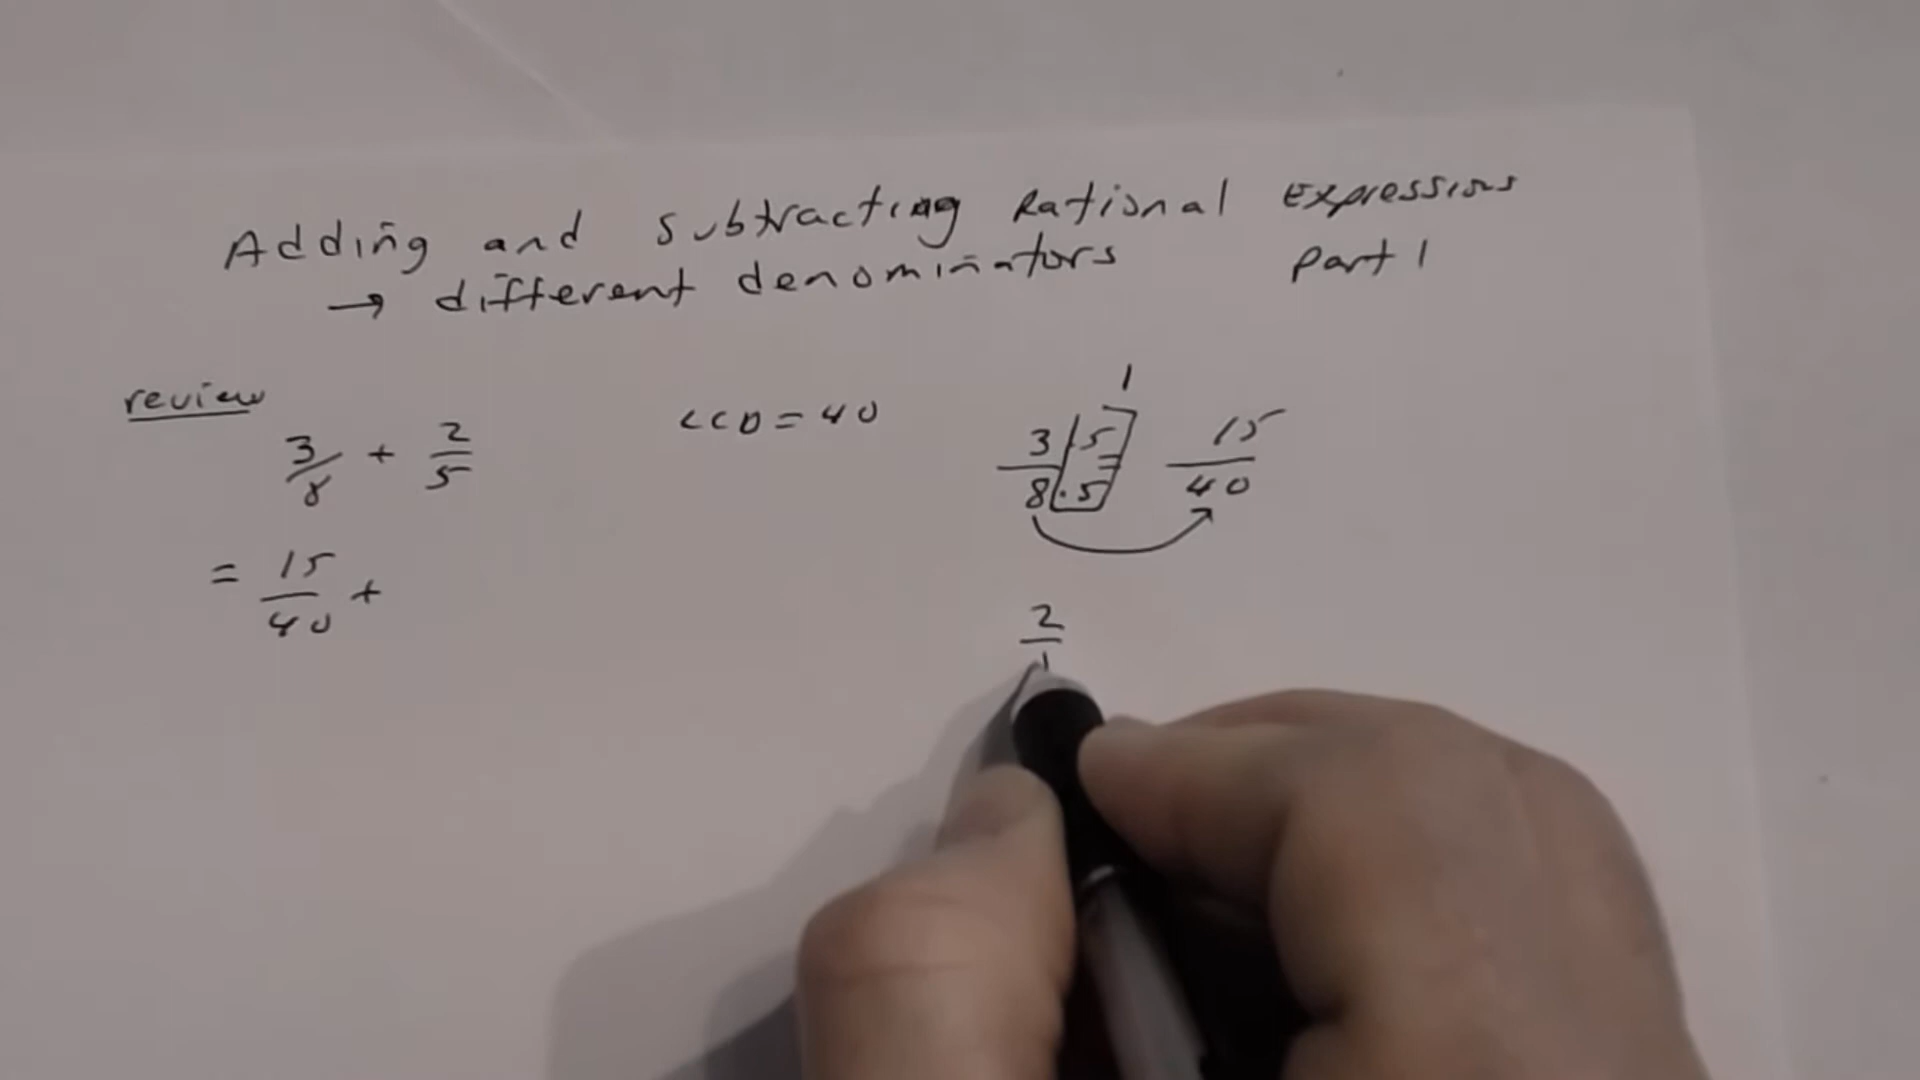 Adding and subtracting Rational Expressions
→ different denominators Part 1
review
3/8 + 2/5
LCD = 40
1
3·5/8·5 = 15/40
= 15/40 +
2/